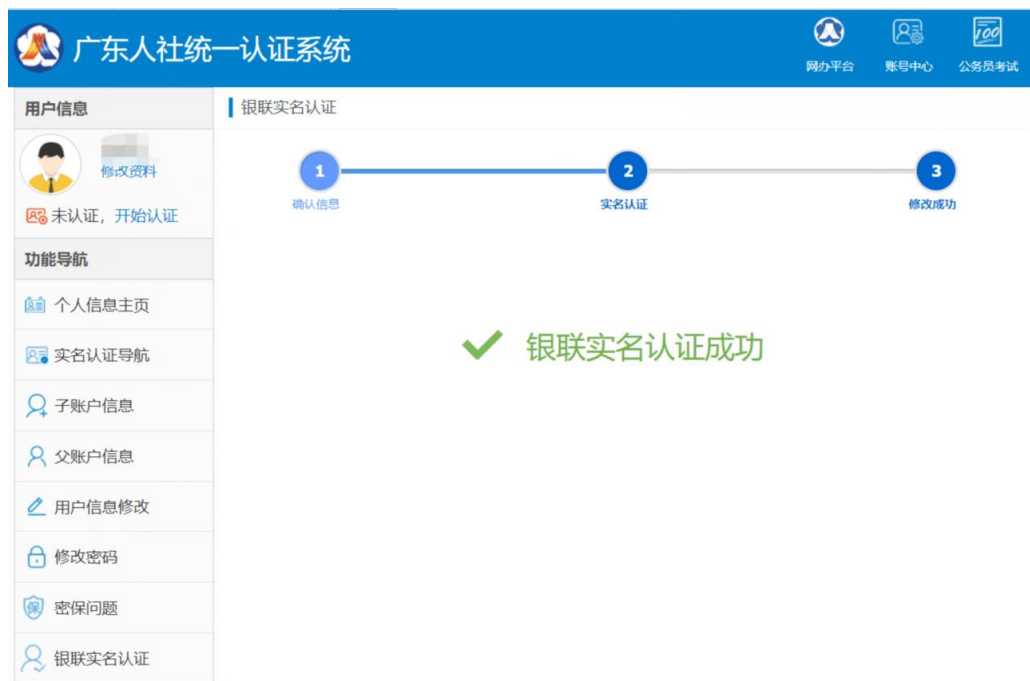 广东人社统一认证系统
网办平台
账号中心
100
公务员考试
用户信息
修改资料
未认证，开始认证
功能导航
个人信息主页
实名认证导航
子账户信息
父账户信息
用户信息修改
修改密码
保
密保问题
银联实名认证
银联实名认证
1
确认信息
2
实名认证
3
修改成功
银联实名认证成功